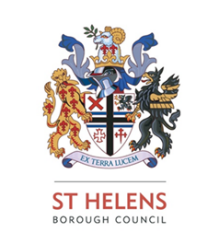 EX TERRA LUCEM
ST HELENS
BOROUGH COUNCIL